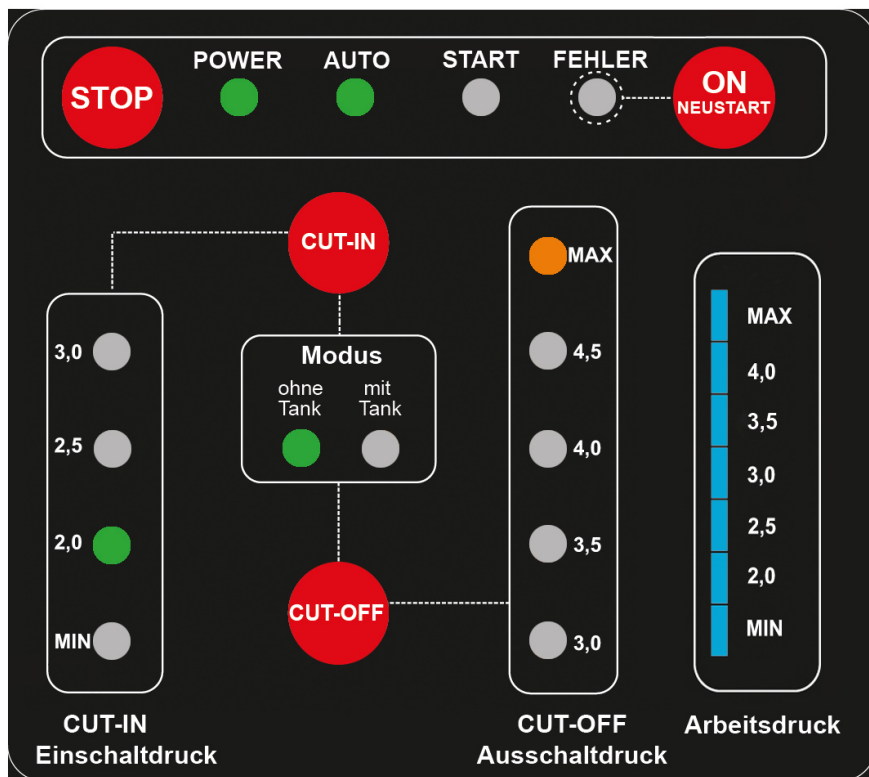 STOP
POWER
AUTO
START
FEHLER
ON
NEUSTART
CUT-IN
3,0
2,5
2,0
MIN
Modus
ohne
Tank
mit
Tank
CUT-OFF
MAX
4,5
4,0
3,5
3,0
MAX
4,0
3,5
3,0
2,5
2,0
MIN
CUT-IN
Einschaltdruck
CUT-OFF
Ausschaltdruck
Arbeitsdruck